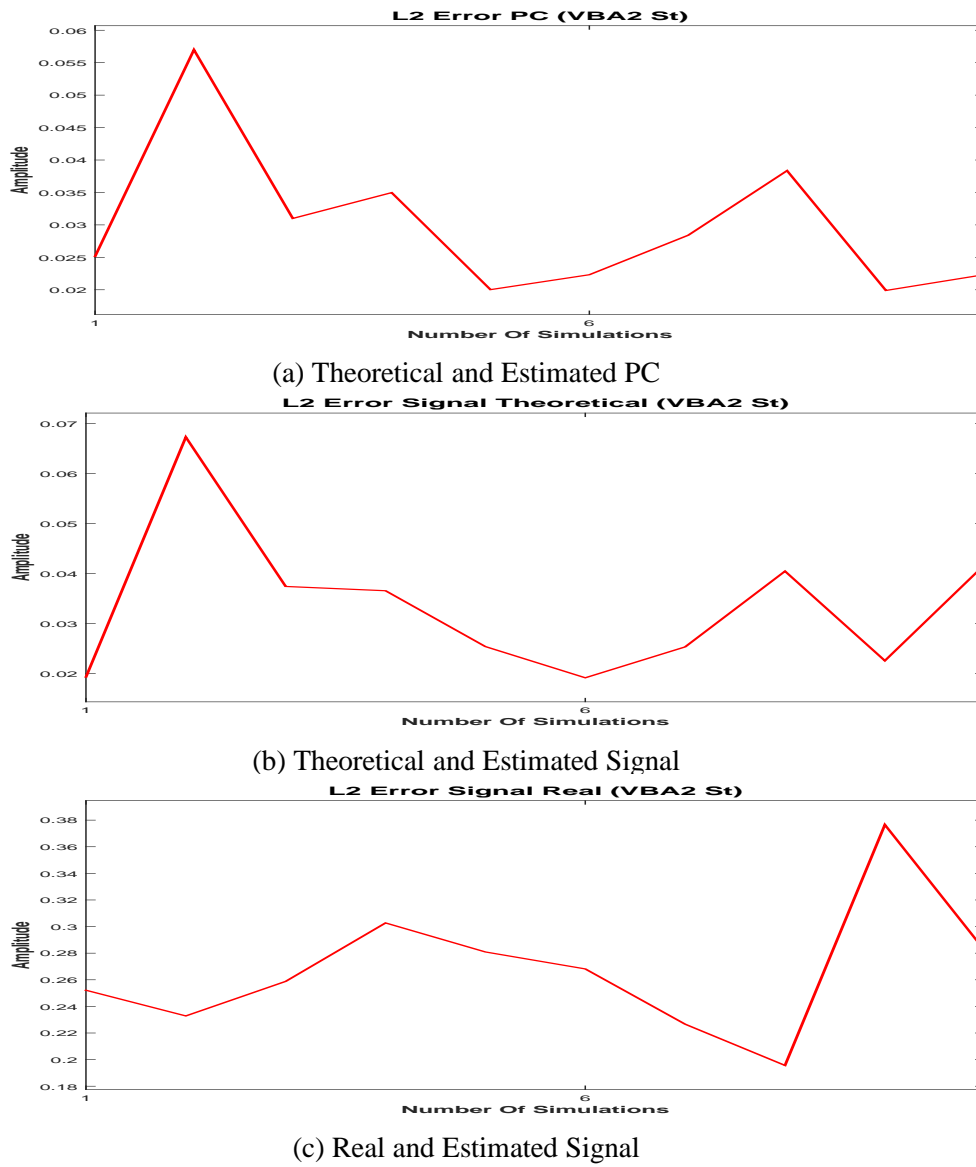 L2 Error PC (VBA2 St)
0.06
0.055
0.05
0.045
0.04
0.035
0.03
0.025
0.02
Amplitude
1 6
Number Of Simulations
(a) Theoretical and Estimated PC
L2 Error Signal Theoretical (VBA2 St)
0.07
0.06
0.05
0.04
0.03
0.02
Amplitude
1 6
Number Of Simulations
(b) Theoretical and Estimated Signal
L2 Error Signal Real (VBA2 St)
0.38
0.36
0.34
0.32
0.3
0.28
0.26
0.24
0.22
0.2
0.18
Amplitude
1 6
Number Of Simulations
(c) Real and Estimated Signal